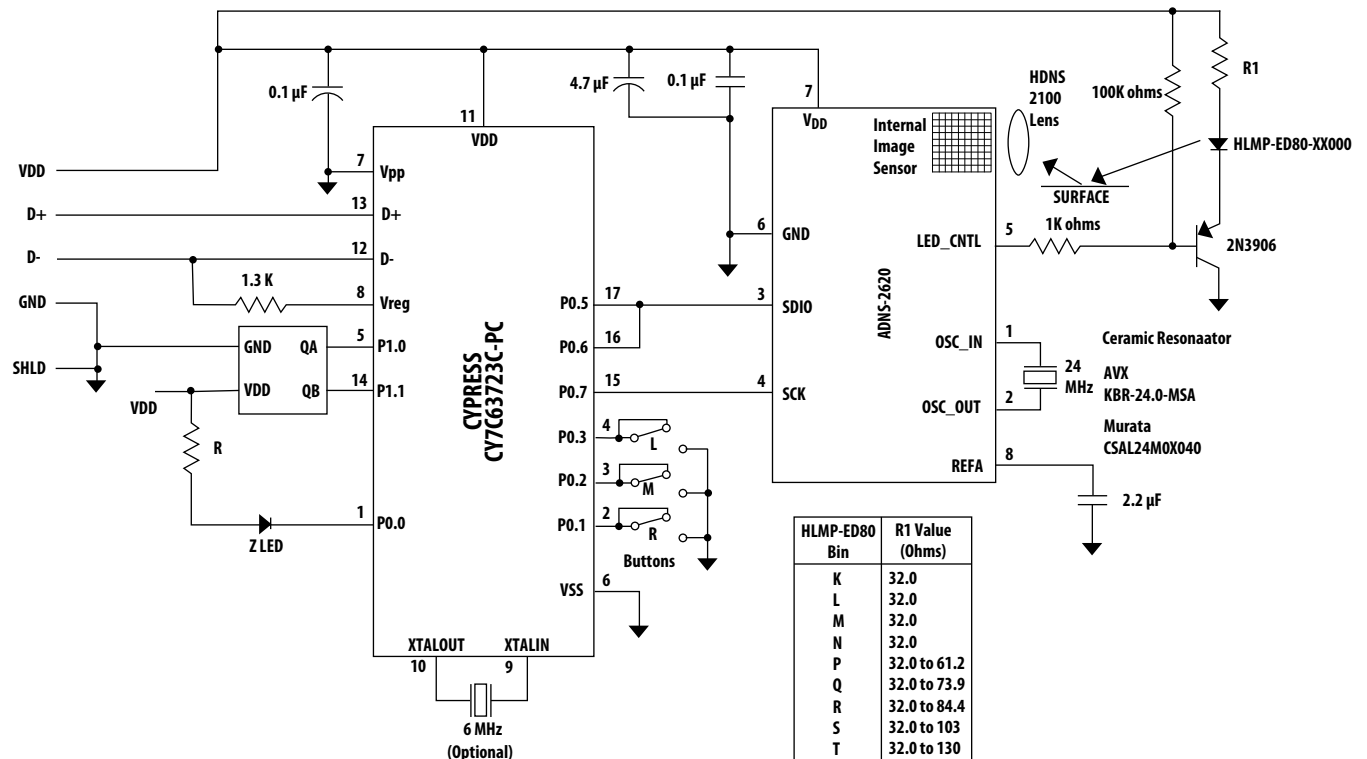 VDD
D+
D-
GND
SHLD
0.1 µF
1.3 K
GND QA
VDD QB
VDD
R
Z LED
11
VDD
7 Vpp
13 D+
12 D-
8 Vreg
5 P1.0
14 P1.1
1 P0.0
CYPRESS
CY7C63723C-PC
P0.5 17
P0.6 16
P0.7 15
P0.3 4
P0.2 3
P0.1 2
VSS 6
XTALOUT XTALIN
10 9
6 MHz
(Optional)
L
M
R
Buttons
4.7 µF
0.1 µF
7
VDD
Internal
Image
Sensor
6 GND
3 SDIO
4 SCK
ADNS-2620
LED_CNTL 5
OSC_IN 1
OSC_OUT 2
REFA 8
HDNS
2100
Lens
SURFACE
1K ohms
100K ohms
R1
HLMP-ED80-XX000
2N3906
24
MHz
Ceramic Resonaator
AVX
KBR-24.0-MSA
Murata
CSAL24M0X040
2.2 µF
HLMP-ED80 R1 Value
Bin (Ohms)
K 32.0
L 32.0
M 32.0
N 32.0
P 32.0 to 61.2
Q 32.0 to 73.9
R 32.0 to 84.4
S 32.0 to 103
T 32.0 to 130